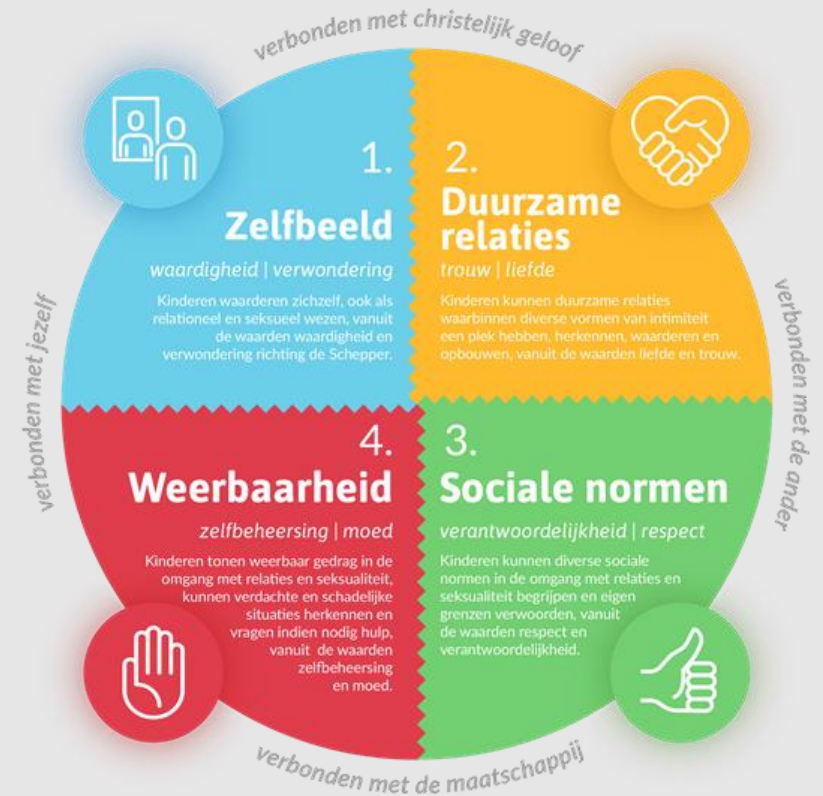 verbonden met christelijk geloof
1.
Zelfbeeld
waardigheid | verwondering
Kinderen waarderen zichzelf, ook als
relationeel en seksueel wezen, vanuit
de waarden waardigheid en
verwondering richting de Schepper.
2.
Duurzame
relaties
trouw | liefde
Kinderen kunnen duurzame relaties
waarbinnen diverse vormen van intimiteit
een plek hebben, herkennen, waarderen en
opbouwen, vanuit de waarden liefde en trouw.
verbonden met jezelf
verbonden met de ander
4.
Weerbaarheid
zelfbeheersing | moed
Kinderen tonen weerbaar gedrag in de
omgang met relaties en seksualiteit,
kunnen verdachte en schadelijke
situaties herkennen en
vragen indien nodig hulp,
vanuit de waarden
zelfbeheersing
en moed.
3.
Sociale normen
verantwoordelijkheid | respect
Kinderen kunnen diverse sociale
normen in de omgang met relaties en
seksualiteit begrijpen en eigen
grenzen verwoorden, vanuit
de waarden respect en
verantwoordelijkheid.
verbonden met de maatschappij